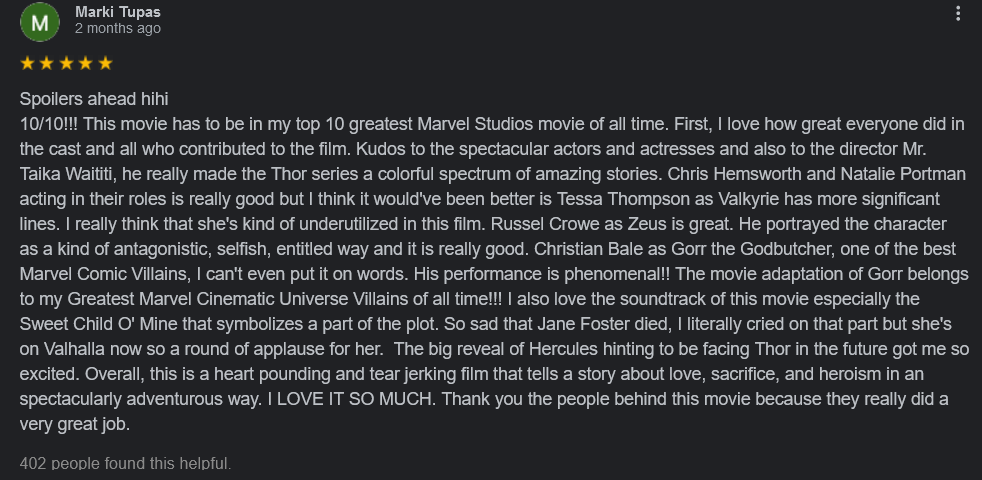 M
Marki Tupas
2 months ago
Spoilers ahead hihi
10/10!!! This movie has to be in my top 10 greatest Marvel Studios movie of all time. First, I love how great everyone did in
the cast and all who contributed to the film. Kudos to the spectacular actors and actresses and also to the director Mr.
Taika Waititi, he really made the Thor series a colorful spectrum of amazing stories. Chris Hemsworth and Natalie Portman
acting in their roles is really good but I think it would've been better is Tessa Thompson as Valkyrie has more significant
lines. I really think that she's kind of underutilized in this film. Russel Crowe as Zeus is great. He portrayed the character
as a kind of antagonistic, selfish, entitled way and it is really good. Christian Bale as Gorr the Godbutcher, one of the best
Marvel Comic Villains, I can't even put it on words. His performance is phenomenal!! The movie adaptation of Gorr belongs
to my Greatest Marvel Cinematic Universe Villains of all time!!! I also love the soundtrack of this movie especially the
Sweet Child O' Mine that symbolizes a part of the plot. So sad that Jane Foster died, I literally cried on that part but she's
on Valhalla now so a round of applause for her.  The big reveal of Hercules hinting to be facing Thor in the future got me so
excited. Overall, this is a heart pounding and tear jerking film that tells a story about love, sacrifice, and heroism in an
spectacularly adventurous way. I LOVE IT SO MUCH. Thank you the people behind this movie because they really did a
very great job.
402 people found this helpful.